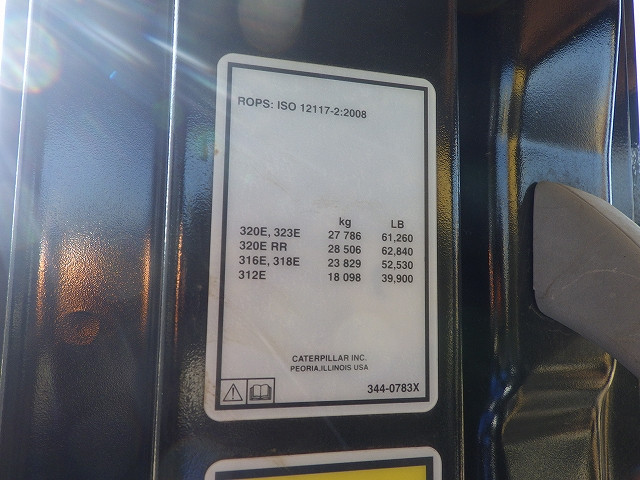 ROPS: ISO 12117-2:2008
kg LB
320E, 323E 27 786 61,260
320E RR 28 506 62,840
316E, 318E 23 829 52,530
312E 18 098 39,900
CATERPILLAR INC.
PEORIA,ILLINOIS USA
344-0783X